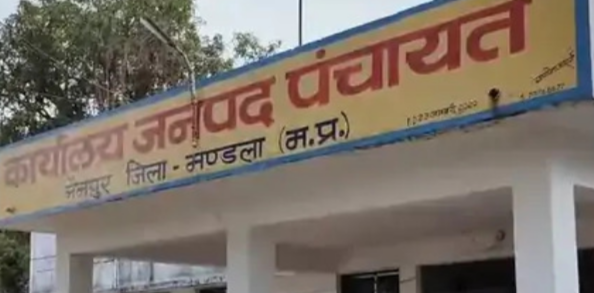 कार्यालय जनपद पंचायत
नैनपुर जिला - मण्डला (म.प्र.)